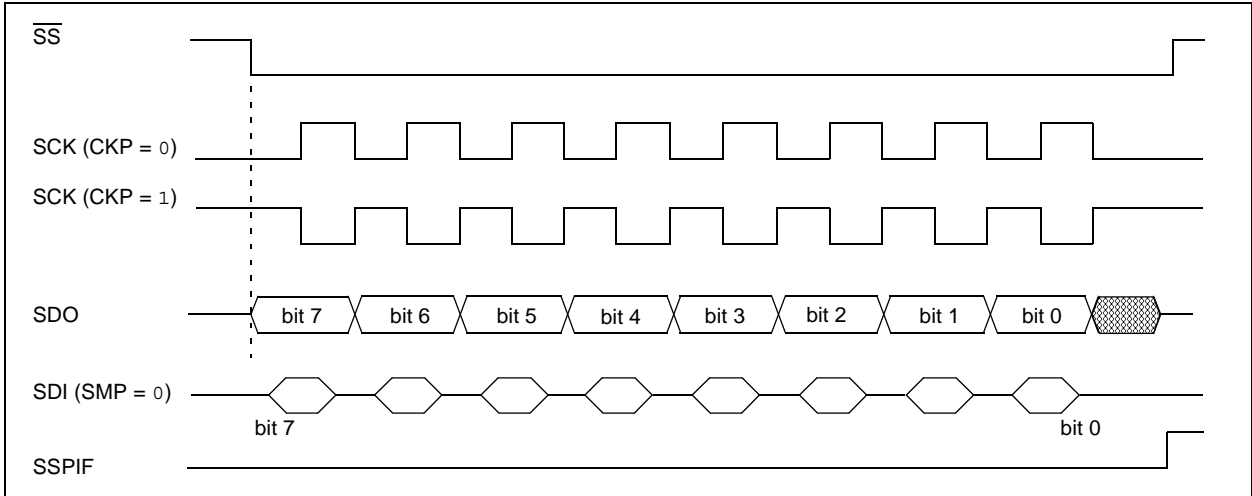 SS
SCK (CKP = 0)
SCK (CKP = 1)
SDO
bit 7
bit 6
bit 5
bit 4
bit 3
bit 2
bit 1
bit 0
SDI (SMP = 0)
bit 7
bit 0
SSPIF